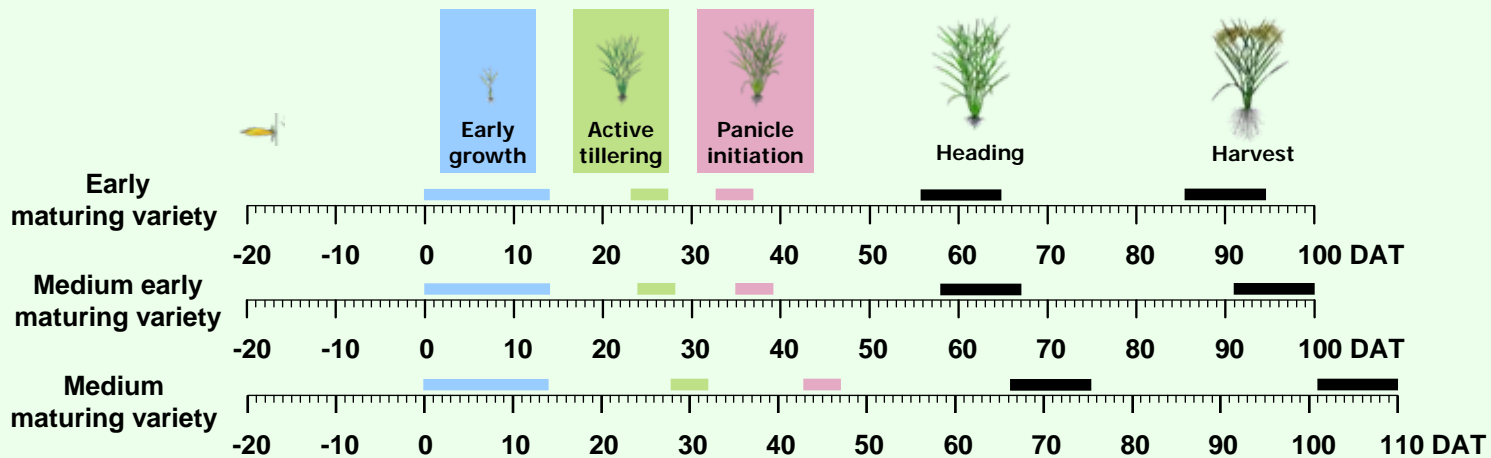 Early
growth
Active
tillering
Panicle
initiation
Heading
Harvest
Early
maturing variety
-20 -10 0 10 20 30 40 50 60 70 80 90 100 DAT
Medium early
maturing variety
-20 -10 0 10 20 30 40 50 60 70 80 90 100 DAT
Medium
maturing variety
-20 -10 0 10 20 30 40 50 60 70 80 90 100 110 DAT